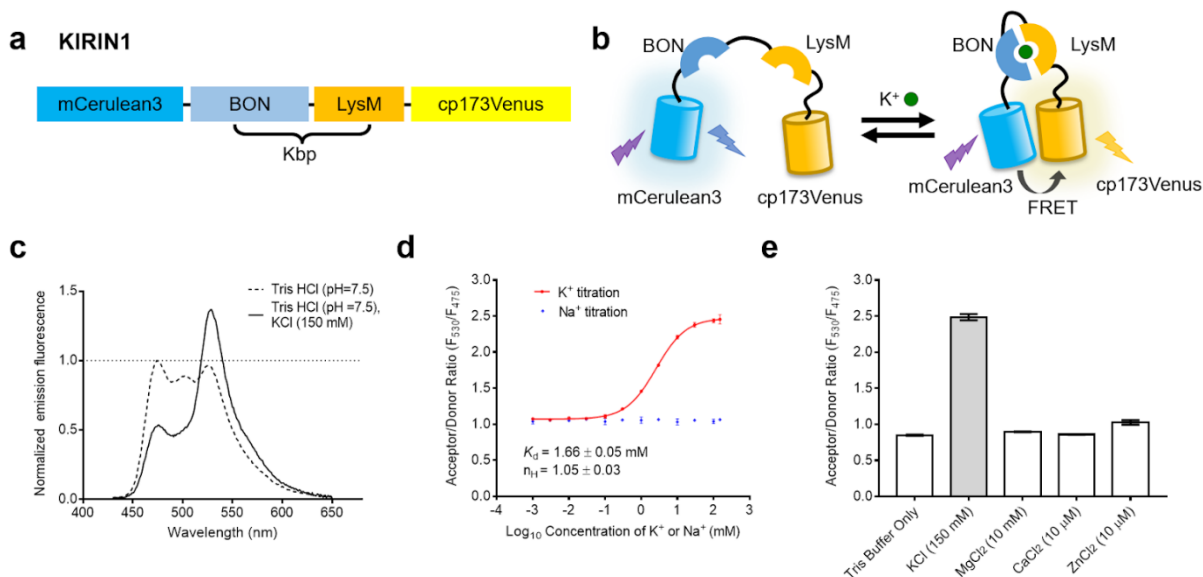 a KIRIN1
mCerulean3 BON LysM cp173Venus
Kbp
b
BON LysM
mCerulean3 cp173Venus
K⁺
BON LysM
mCerulean3 cp173Venus
FRET
c
Tris HCl (pH=7.5)
Tris HCl (pH =7.5),
KCl (150 mM)
Normalized emission fluorescence
1.5
1.0
0.5
0.0
400 450 500 550 600 650
Wavelength (nm)
d
K⁺ titration
Na⁺ titration
Acceptor/Donor Ratio (F₅₃₀/F₄₇₅)
3.0
2.5
2.0
1.5
1.0
0.5
0.0
K_d = 1.66 ± 0.05 mM
n_H = 1.05 ± 0.03
-4 -3 -2 -1 0 1 2 3
Log₁₀ Concentration of K⁺ or Na⁺ (mM)
e
Acceptor/Donor Ratio (F₅₃₀/F₄₇₅)
3.0
2.5
2.0
1.5
1.0
0.5
0.0
Tris Buffer Only
KCl (150 mM)
MgCl₂ (10 mM)
CaCl₂ (10 μM)
ZnCl₂ (10 μM)